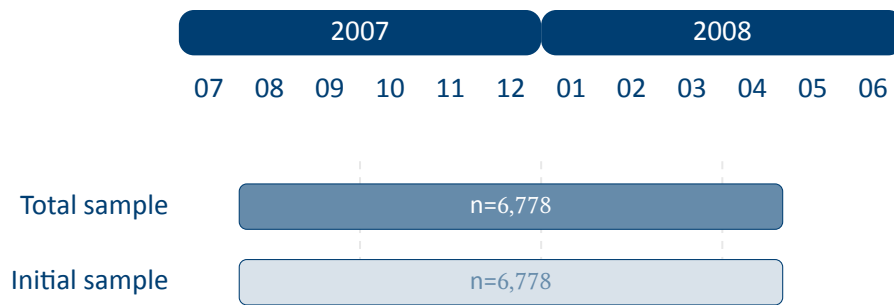 2007 2008
07 08 09 10 11 12 01 02 03 04 05 06
Total sample n=6,778
Initial sample n=6,778